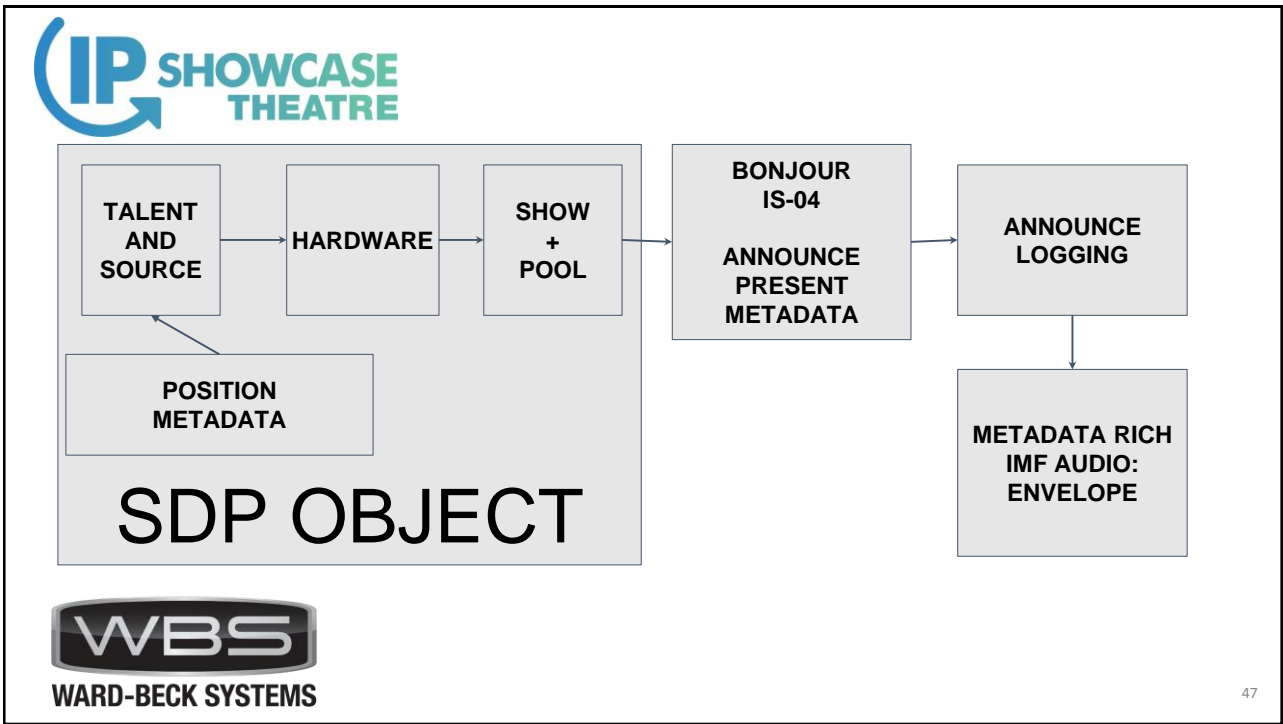 IP SHOWCASE
THEATRE
TALENT
AND
SOURCE
HARDWARE
SHOW
+
POOL
BONJOUR
IS-04
ANNOUNCE
PRESENT
METADATA
ANNOUNCE
LOGGING
POSITION
METADATA
METADATA RICH
IMF AUDIO:
ENVELOPE
SDP OBJECT
WBS
WARD-BECK SYSTEMS
47